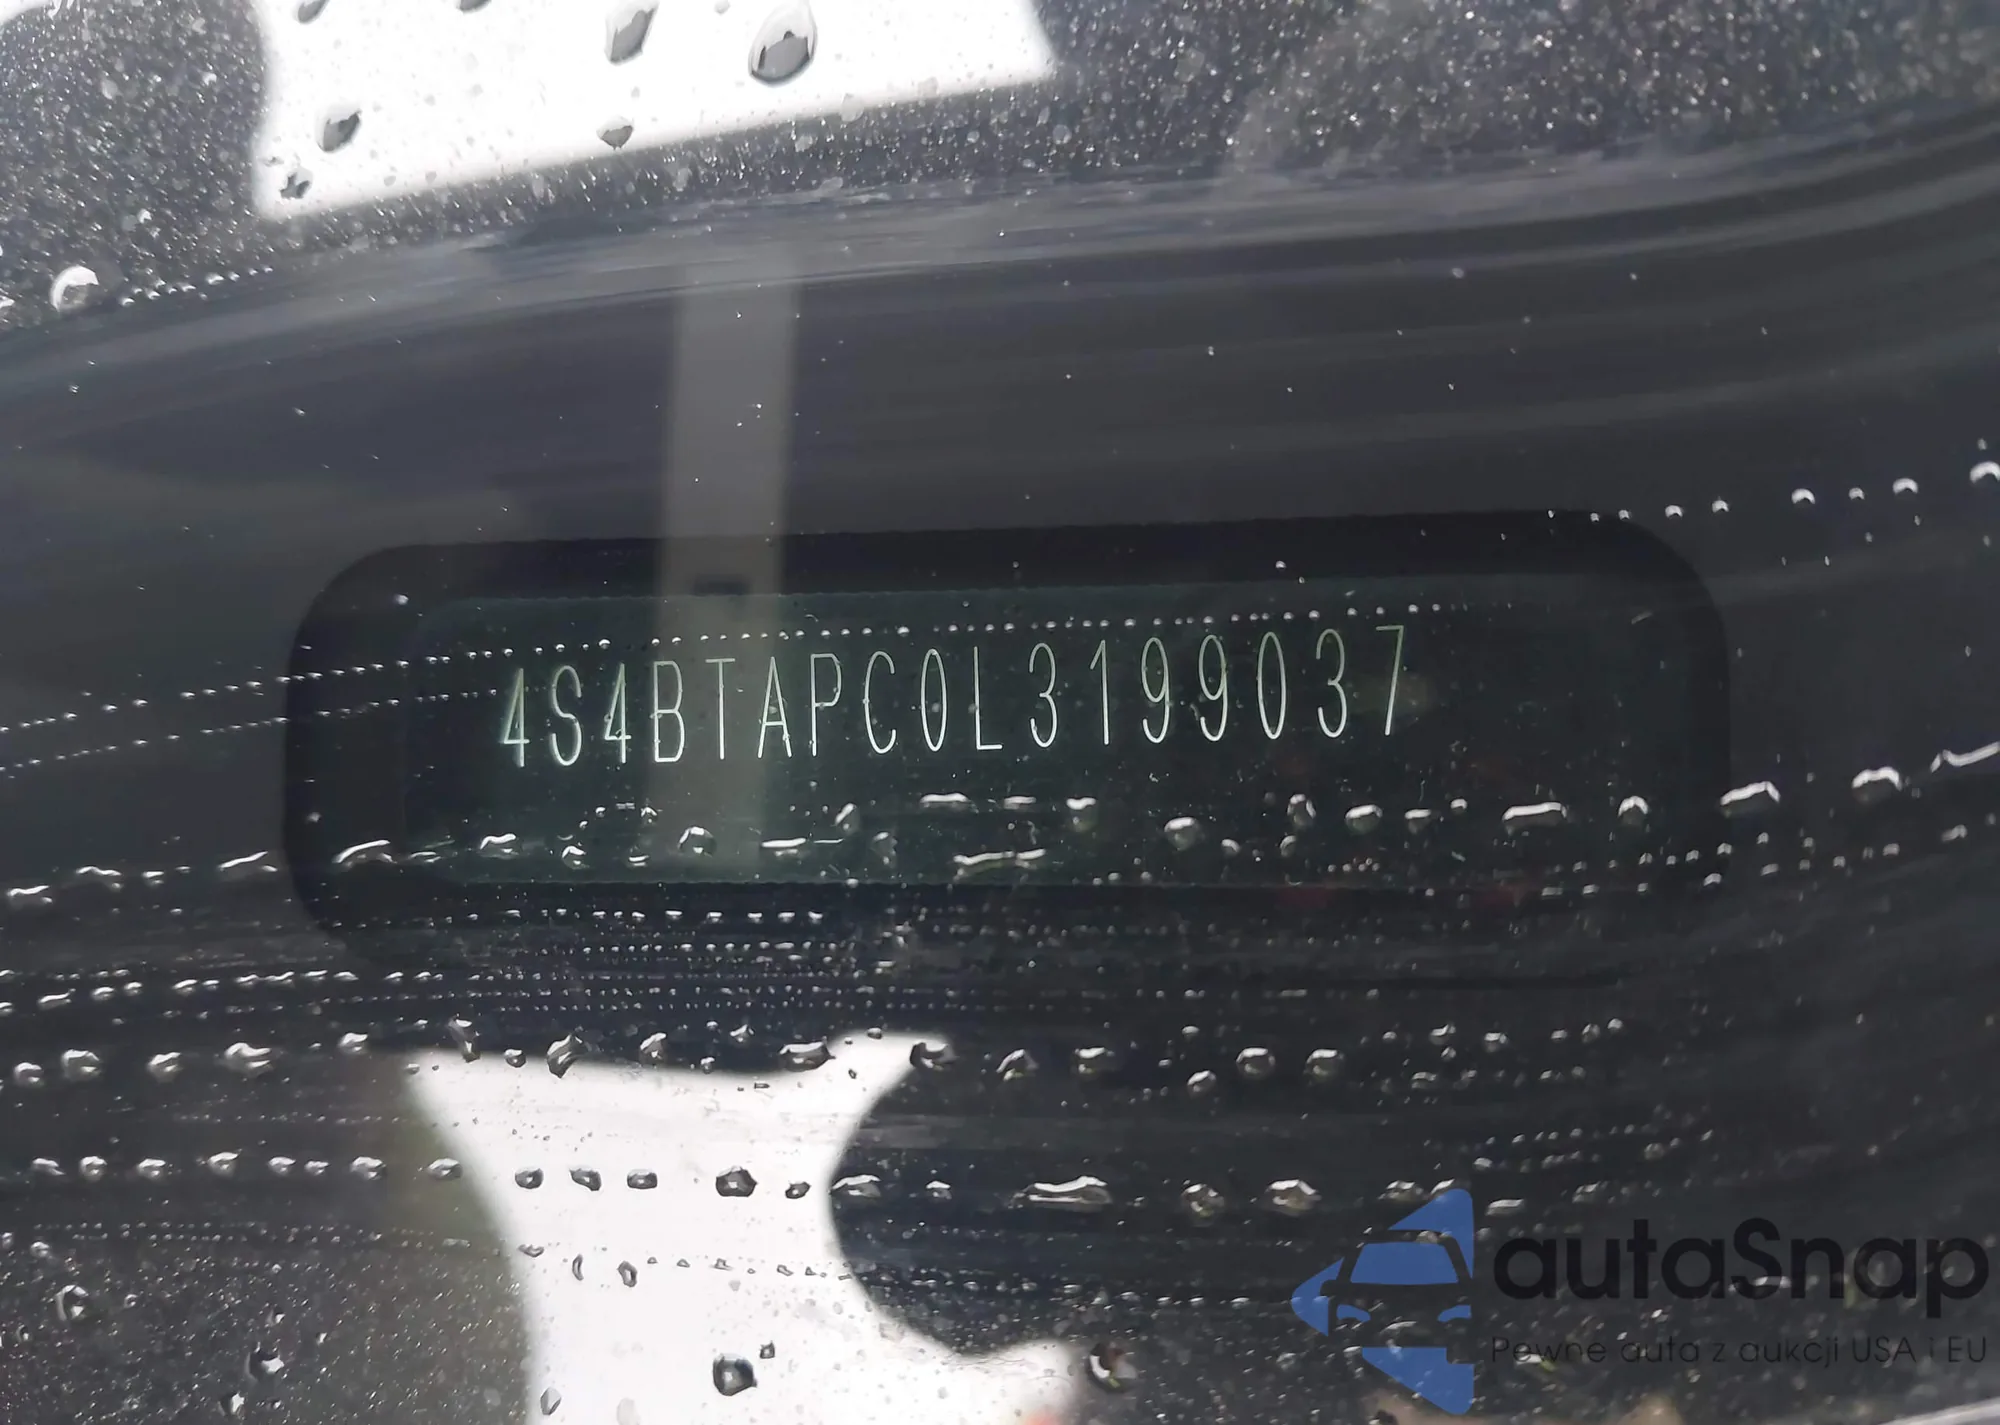 4S4BTAPC0L3199037
autaSnap
Pewne auta z aukcji USA i EU